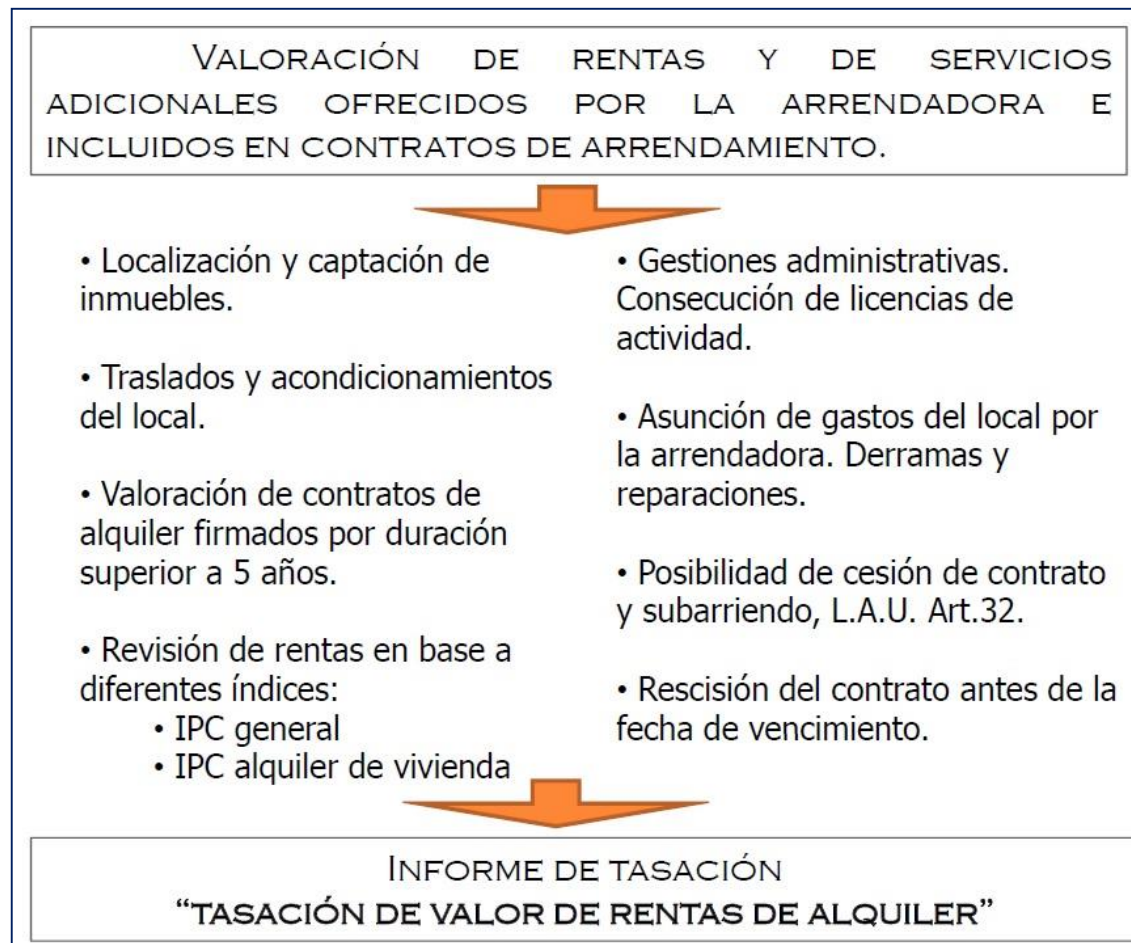 VALORACIÓN DE RENTAS Y DE SERVICIOS
ADICIONALES OFRECIDOS POR LA ARRENDADORA E
INCLUIDOS EN CONTRATOS DE ARRENDAMIENTO.
• Localización y captación de
inmuebles.
• Traslados y acondicionamientos
del local.
• Valoración de contratos de
alquiler firmados por duración
superior a 5 años.
• Revisión de rentas en base a
diferentes índices:
• IPC general
• IPC alquiler de vivienda
• Gestiones administrativas.
Consecución de licencias de
actividad.
• Asunción de gastos del local por
la arrendadora. Derramas y
reparaciones.
• Posibilidad de cesión de contrato
y subarriendo, L.A.U. Art.32.
• Rescisión del contrato antes de la
fecha de vencimiento.
INFORME DE TASACIÓN
“TASACIÓN DE VALOR DE RENTAS DE ALQUILER”